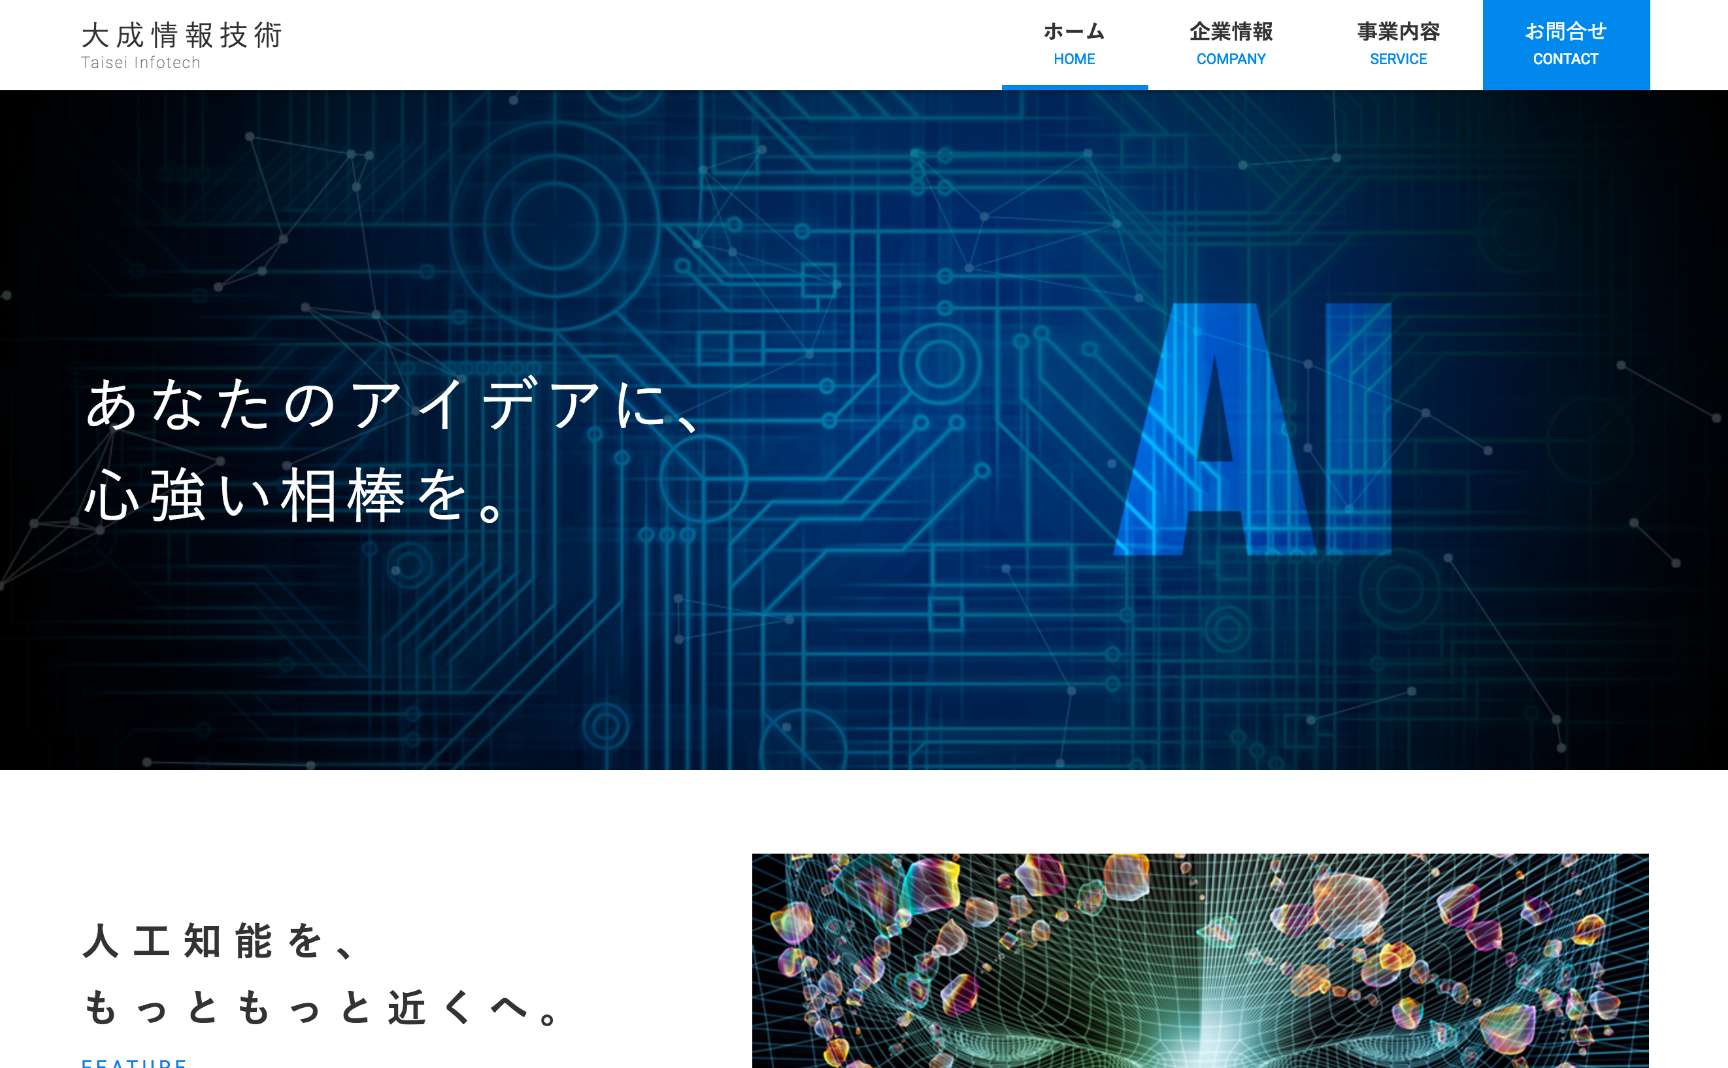 大成情報技術
Taisei Infotech
ホーム
HOME
企業情報
COMPANY
事業内容
SERVICE
お問合せ
CONTACT
あなたのアイデアに、
心強い相棒を。
AI
人工知能を、
もっともっと近くへ。
FEATURE